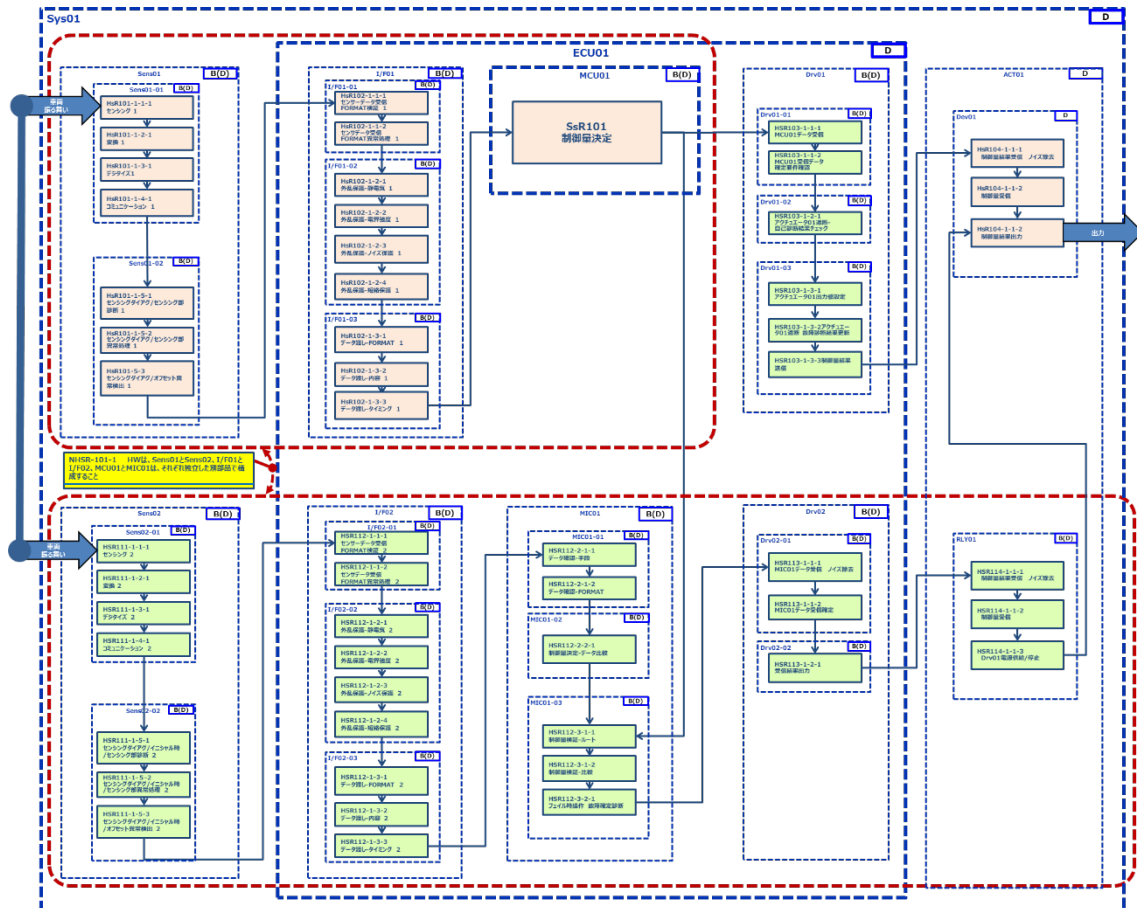 Sys01
D
ECU01
D
Sens01
B(D)
Sens01-01
B(D)
車両
振る舞い
HsR101-1-1-1
センシング 1
HsR101-1-2-1
変換 1
HsR101-1-3-1
デジタイズ1
HsR101-1-4-1
コミュニケーション 1
Sens01-02
B(D)
HsR101-1-5-1
センシングダイアグ/センシング部
診断 1
HsR101-1-5-2
センシングダイアグ/センシング部
異常処理 1
HsR101-5-3
センシングダイアグ/オフセット異
常検出 1
I/F01
B(D)
I/F01-01
B(D)
HsR102-1-1-1
センサーデータ受信
FORMAT検証 1
HsR102-1-1-2
センサデータ受信
FORMAT異常処理 1
I/F01-02
B(D)
HsR102-1-2-1
外乱保護-静電気 1
HsR102-1-2-2
外乱保護-電界強度 1
HsR102-1-2-3
外乱保護-ノイズ保護 1
HsR102-1-2-4
外乱保護-短絡保護 1
I/F01-03
B(D)
HsR102-1-3-1
データ渡し-FORMAT 1
HsR102-1-3-2
データ渡し-内容 1
HsR102-1-3-3
データ渡し-タイミング 1
MCU01
B(D)
SsR101
制御量決定
Drv01
B(D)
Drv01-01
B(D)
HSR103-1-1-1
MCU01データ受信
HSR103-1-1-2
MCU01受信データ
確定要件確認
Drv01-02
B(D)
HSR103-1-2-1
アクチュエータ01遮断-
自己診断結果チェック
Drv01-03
B(D)
HSR103-1-3-1
アクチュエータ01出力値設定
HSR103-1-3-2アクチュエー
タ01遮断 故障診断結果更新
HSR103-1-3-3制御量結果
送信
ACT01
D
Dev01
D
HsR104-1-1-1
制御量結果受信 ノイズ除去
HsR104-1-1-2
制御量受信
HsR104-1-1-2
制御量結果出力
出力
NHSR-101-1 HWは、Sens01とSens02、I/F01と
I/F02、MCU01とMIC01は、それぞれ独立した別部品で構
成すること
Sens02
B(D)
Sens02-01
B(D)
車両
振る舞い
HSR111-1-1-1
センシング 2
HSR111-1-2-1
変換 2
HSR111-1-3-1
デジタイズ 2
HSR111-1-4-1
コミュニケーション 2
Sens02-02
B(D)
HSR111-1-5-1
センシングダイアグ/イニシャル時
/センシング部診断 2
HSR111-1-5-2
センシングダイアグ/イニシャル時
/センシング部異常処理 2
HSR111-1-5-3
センシングダイアグ/イニシャル時
/オフセット異常検出 2
I/F02
B(D)
I/F02-01
B(D)
HSR112-1-1-1
センサーデータ受信
FORMAT検証 2
HSR112-1-1-2
センサデータ受信
FORMAT異常処理 2
I/F02-02
B(D)
HSR112-1-2-1
外乱保護-静電気 2
HSR112-1-2-2
外乱保護-電界強度 2
HSR112-1-2-3
外乱保護-ノイズ保護 2
HSR112-1-2-4
外乱保護-短絡保護 2
I/F02-03
B(D)
HSR112-1-3-1
データ渡し-FORMAT 2
HSR112-1-3-2
データ渡し-内容 2
HSR112-1-3-3
データ渡し-タイミング 2
MIC01
B(D)
MIC01-01
B(D)
HSR112-2-1-1
データ確認-手段
HSR112-2-1-2
データ確認-FORMAT
MIC01-02
B(D)
HSR112-2-2-1
制御量決定-データ比較
MIC01-03
B(D)
HSR112-3-1-1
制御量検証-ルート
HSR112-3-1-2
制御量検証-比較
HSR112-3-2-1
フェイル時操作 故障確定診断
Drv02
B(D)
Drv02-01
B(D)
HSR113-1-1-1
MIC01データ受信 ノイズ除去
HSR113-1-1-2
MIC01データ受信確定
Drv02-02
B(D)
HSR113-1-2-1
受信結果出力
RLY01
B(D)
HSR114-1-1-1
制御量結果受信 ノイズ除去
HSR114-1-1-2
制御量受信
HSR114-1-1-3
Drv01電源供給/停止